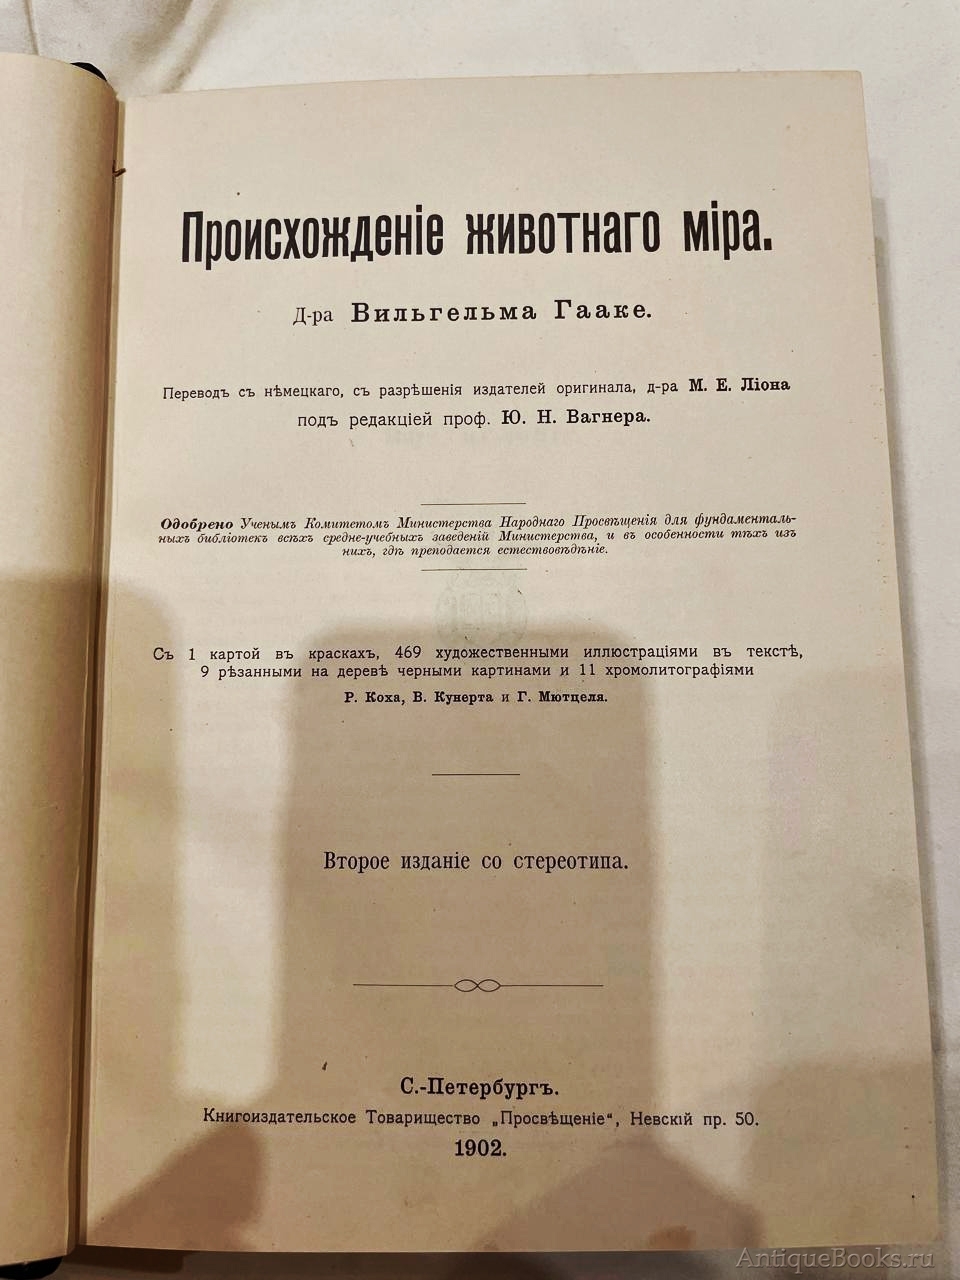 Происхожденіе животнаго міра.
Д-ра Вильгельма Гааке.
Переводъ съ нѣмецкаго, съ разрѣшенія издателей оригинала, д-ра М. Е. Ліона
подъ редакціей проф. Ю. Н. Вагнера.
Одобрено Ученымъ Комитетомъ Министерства Народнаго Просвѣщенія для фундаменталь-
ныхъ библіотекъ всѣхъ средне-учебныхъ заведеній Министерства, и въ особенности тѣхъ изъ
нихъ, гдѣ преподается естествовѣдѣніе.
Съ 1 картой въ краскахъ, 469 художественными иллюстраціями въ текстѣ,
9 рѣзанными на деревѣ черными картинами и 11 хромолитографіями
Р. Коха, В. Кунерта и Г. Мютцеля.
Второе изданіе со стереотипа.
С.-Петербургъ.
Книгоиздательское Товарищество „Просвѣщеніе“, Невскій пр. 50.
1902.
AntiqueBooks.ru